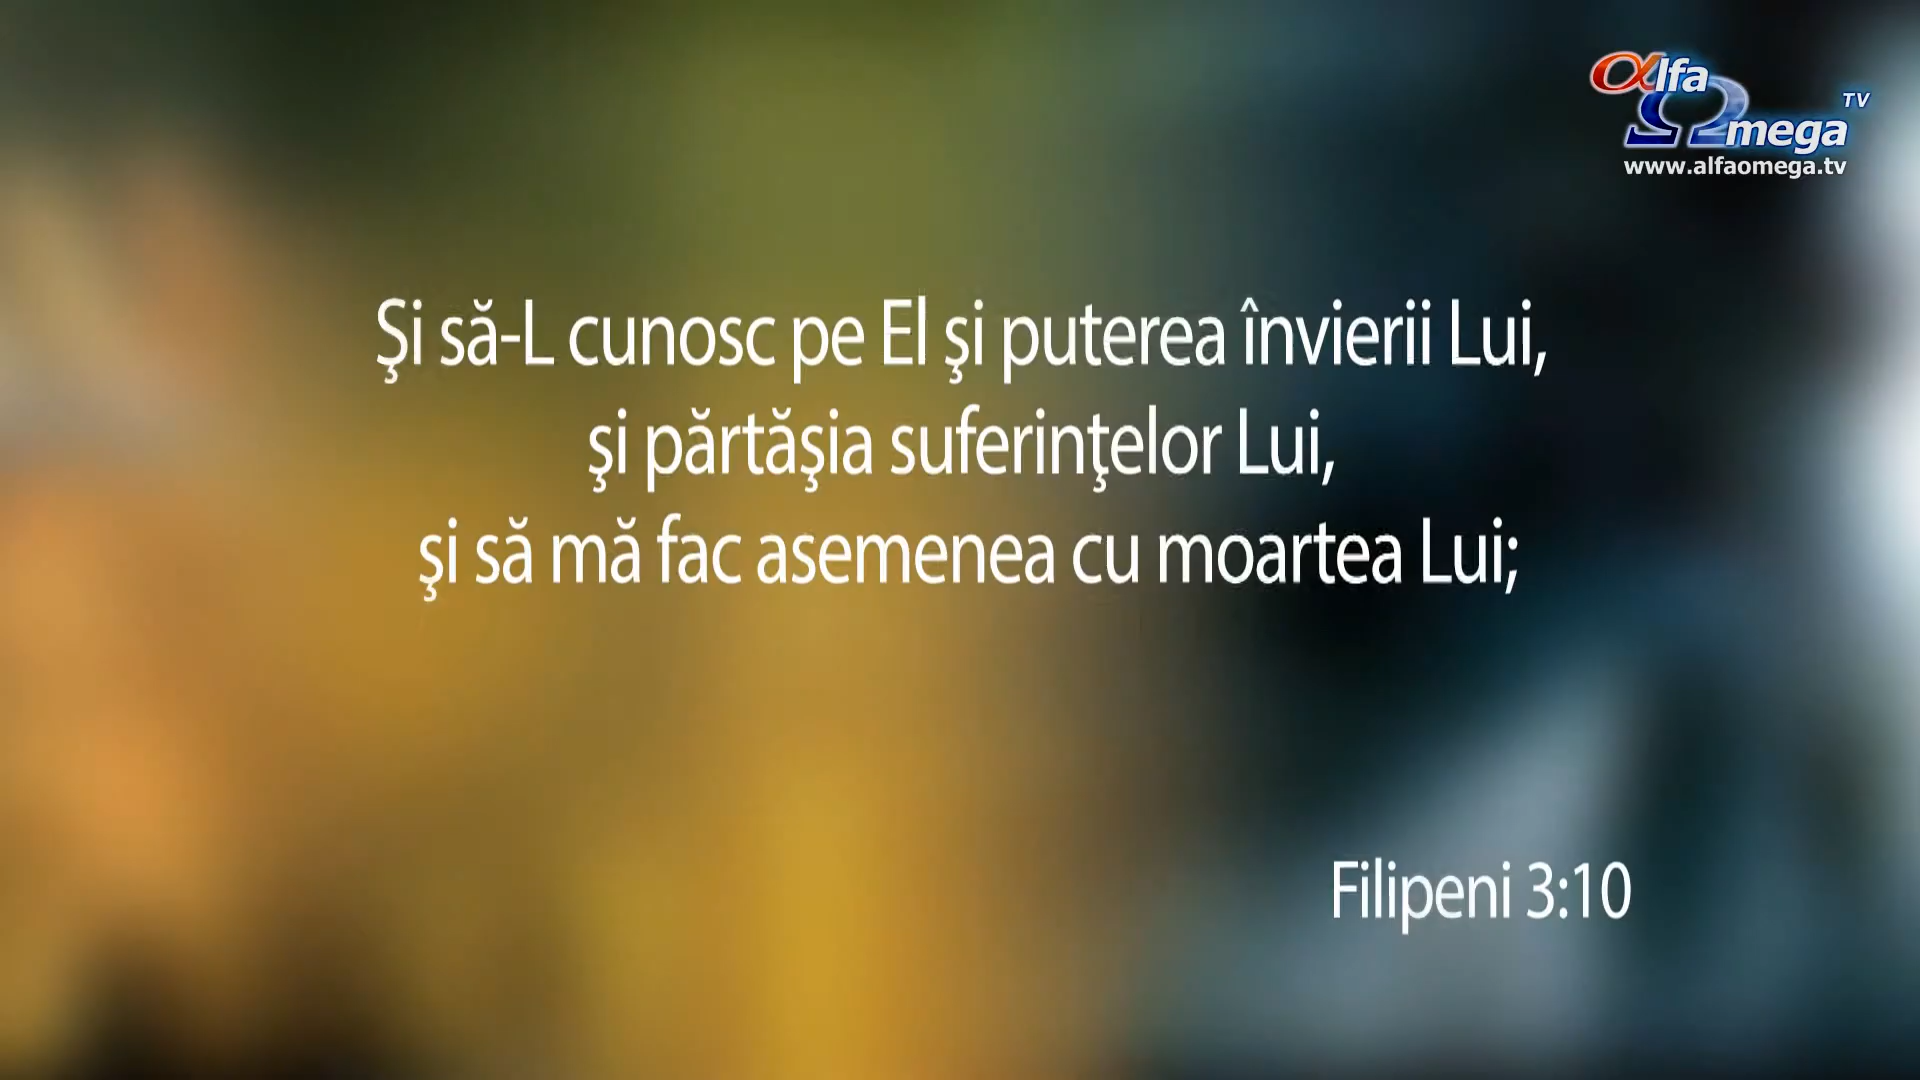 αlfa
Ωmega TV
www.alfaomega.tv
Şi să-L cunosc pe El şi puterea învierii Lui,
şi părtăşia suferinţelor Lui,
şi să mă fac asemenea cu moartea Lui;
Filipeni 3:10